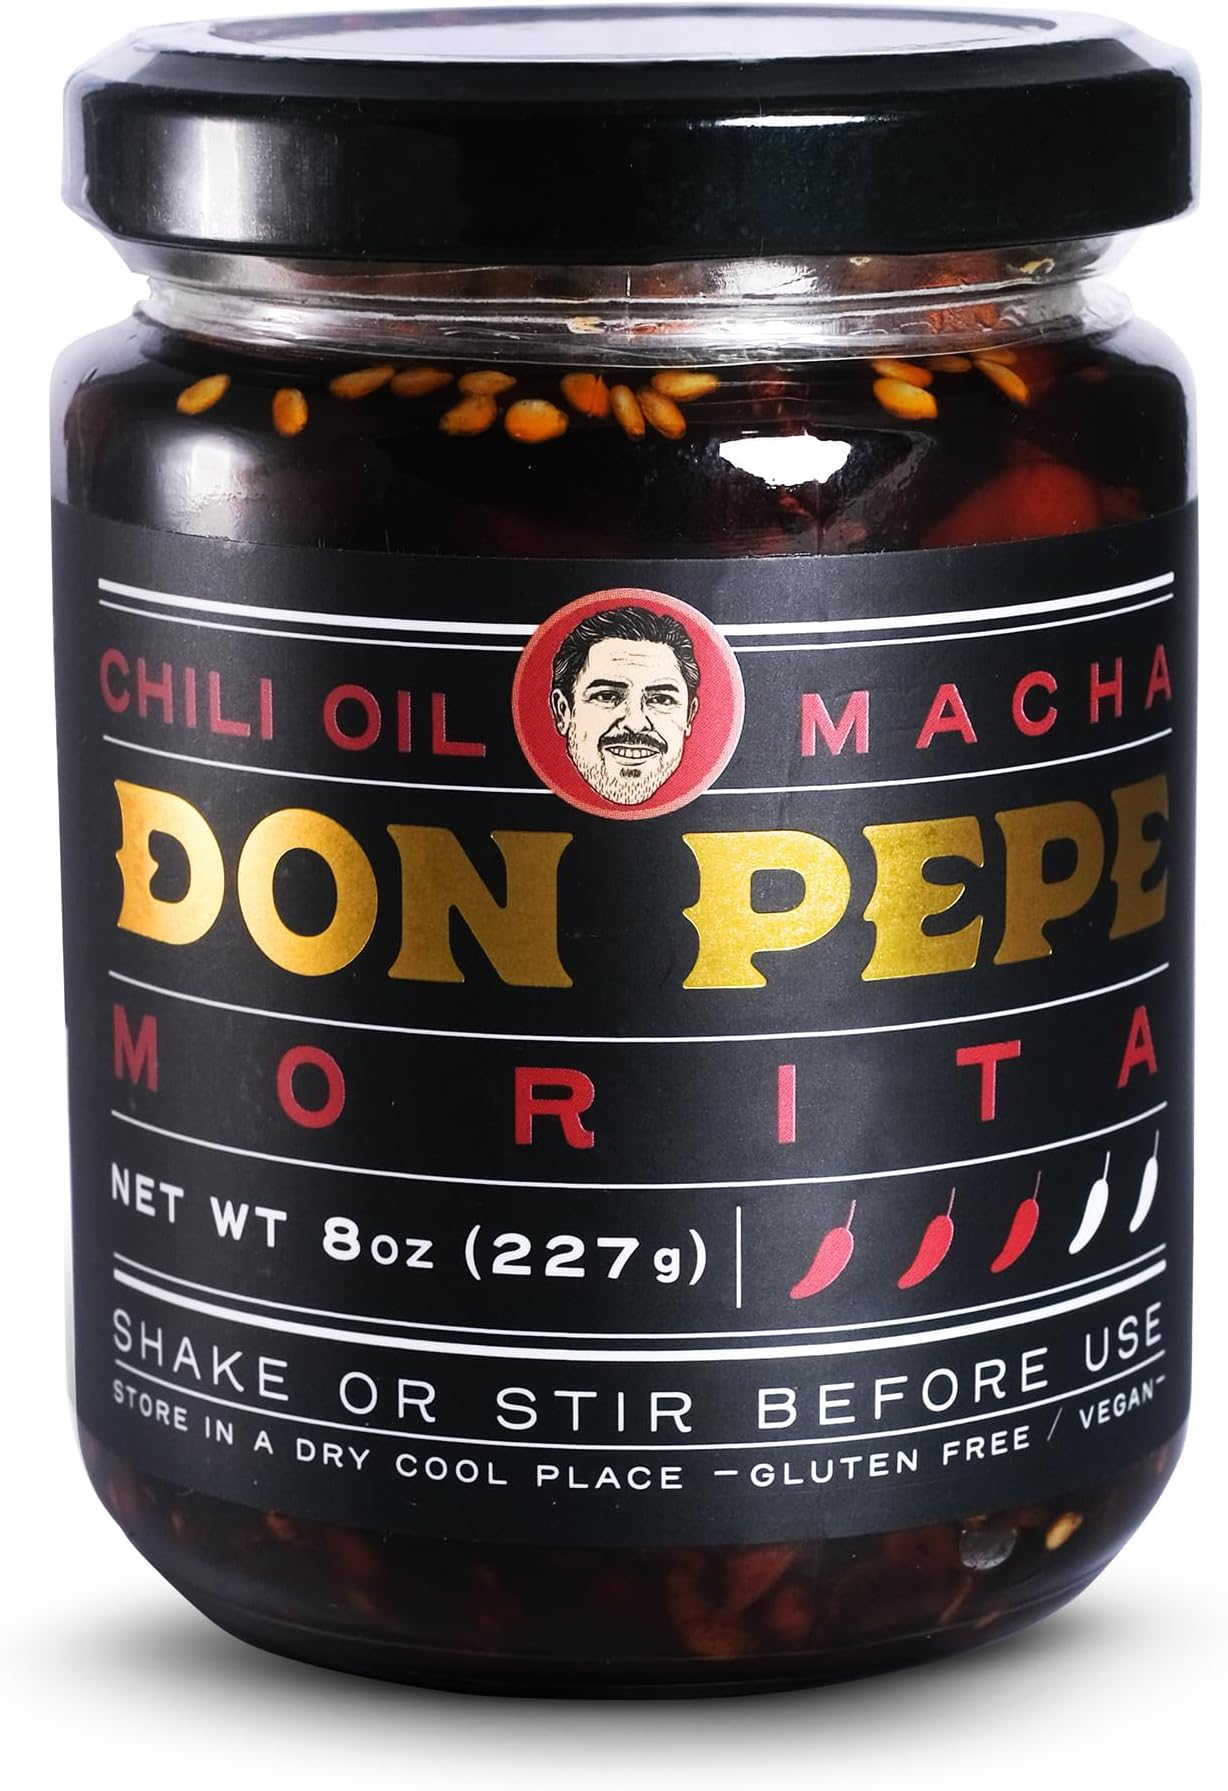 CHILI OIL MACHA
DON PEPE
MORITA
NET WT 8oz (227g)
SHAKE OR STIR BEFORE USE
STORE IN A DRY COOL PLACE –GLUTEN FREE / VEGAN–